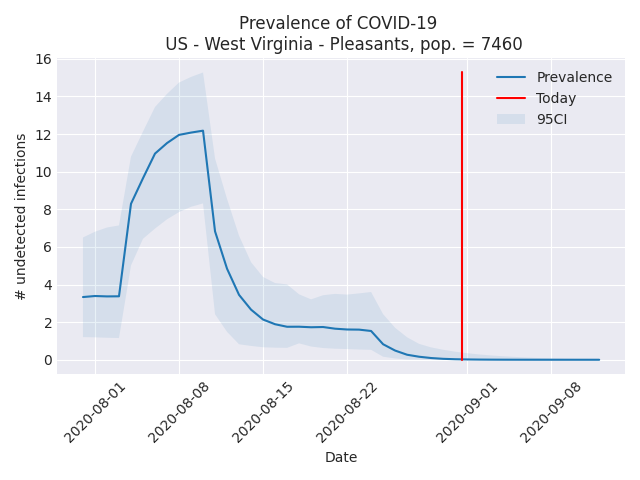 Prevalence of COVID-19
US - West Virginia - Pleasants, pop. = 7460
# undetected infections
16
14
12
10
8
6
4
2
0
Prevalence
Today
95CI
2020-08-01
2020-08-08
2020-08-15
2020-08-22
2020-09-01
2020-09-08
Date